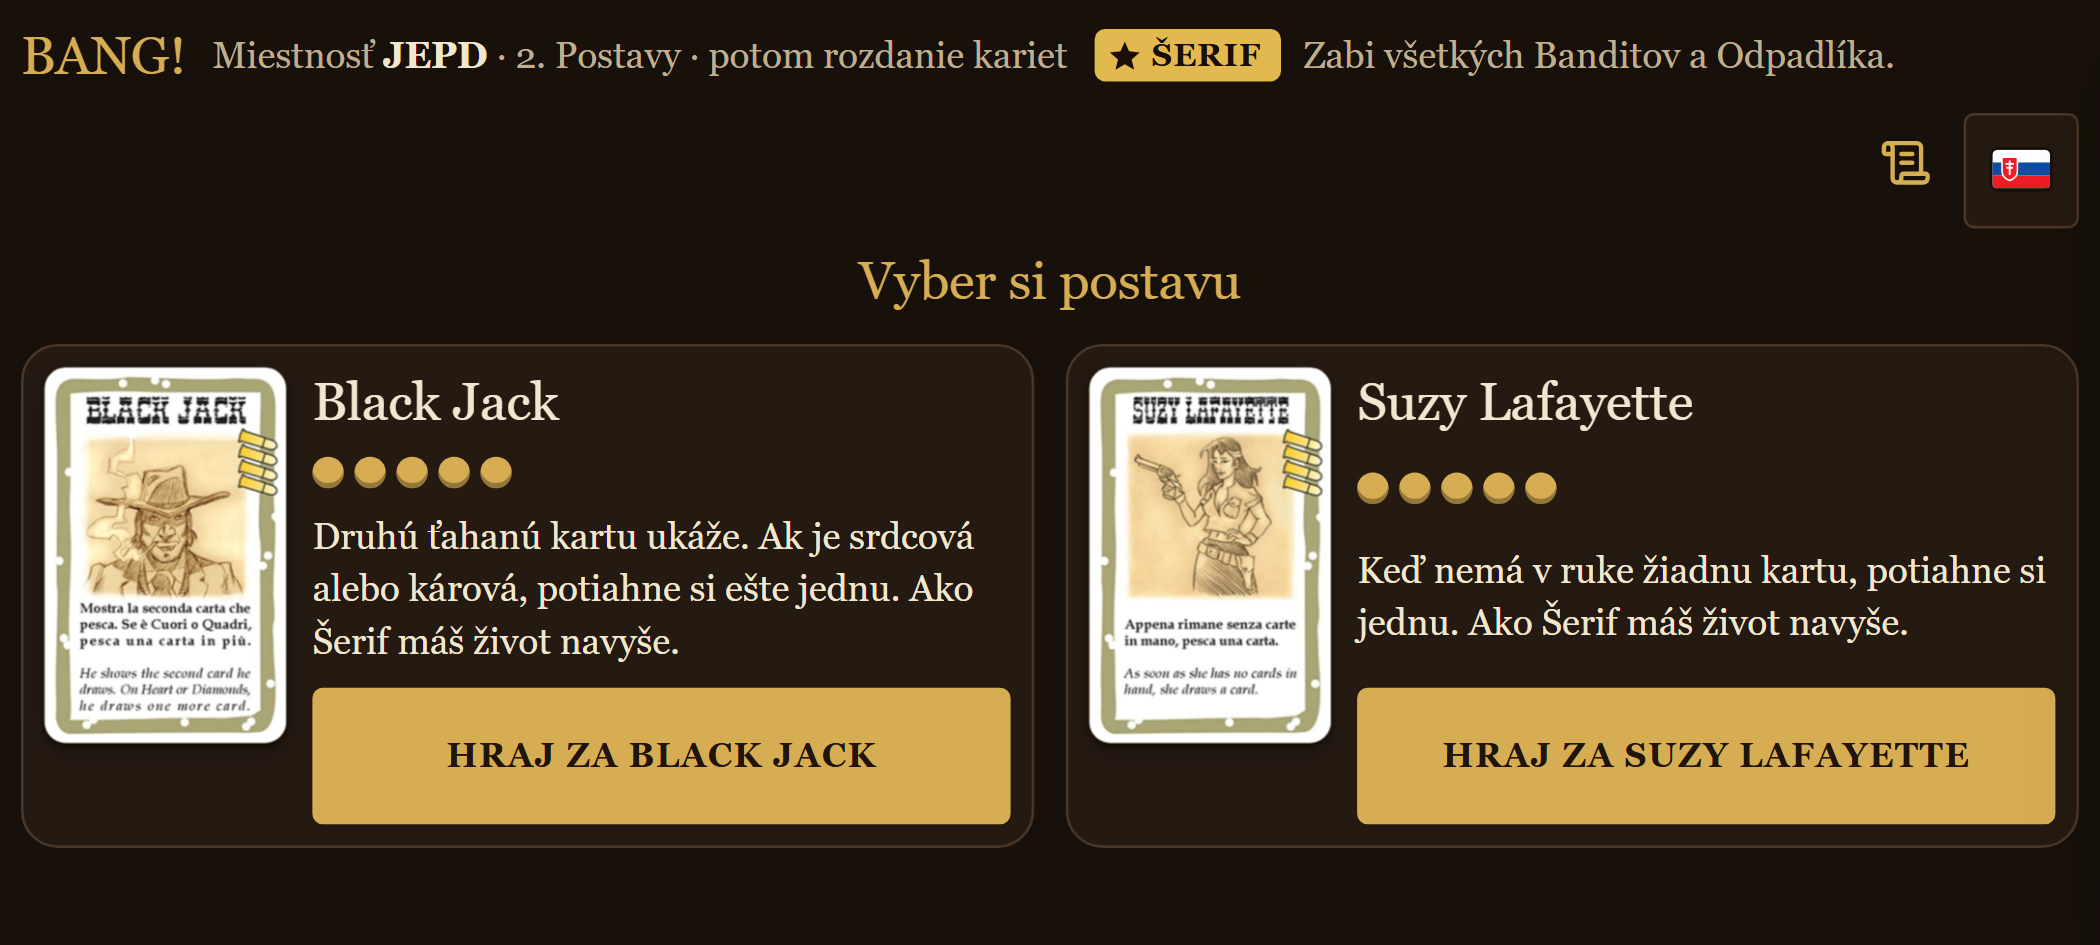 BANG! Miestnosť JEPD · 2. Postavy · potom rozdanie kariet ★ ŠERIF Zabi všetkých Banditov a Odpadlíka.
Vyber si postavu
BLACK JACK
Mostra la seconda carta che
pesca. Se è Cuori o Quadri,
pesca una carta in più.
He shows the second card he
draws. On Heart or Diamonds,
he draws one more card.
Black Jack
Druhú ťahanú kartu ukáže. Ak je srdcová
alebo kárová, potiahne si ešte jednu. Ako
Šerif máš život navyše.
HRAJ ZA BLACK JACK
SUZY LAFAYETTE
Appena rimane senza carte
in mano, pesca una carta.
As soon as she has no cards in
hand, she draws a card.
Suzy Lafayette
Keď nemá v ruke žiadnu kartu, potiahne si
jednu. Ako Šerif máš život navyše.
HRAJ ZA SUZY LAFAYETTE